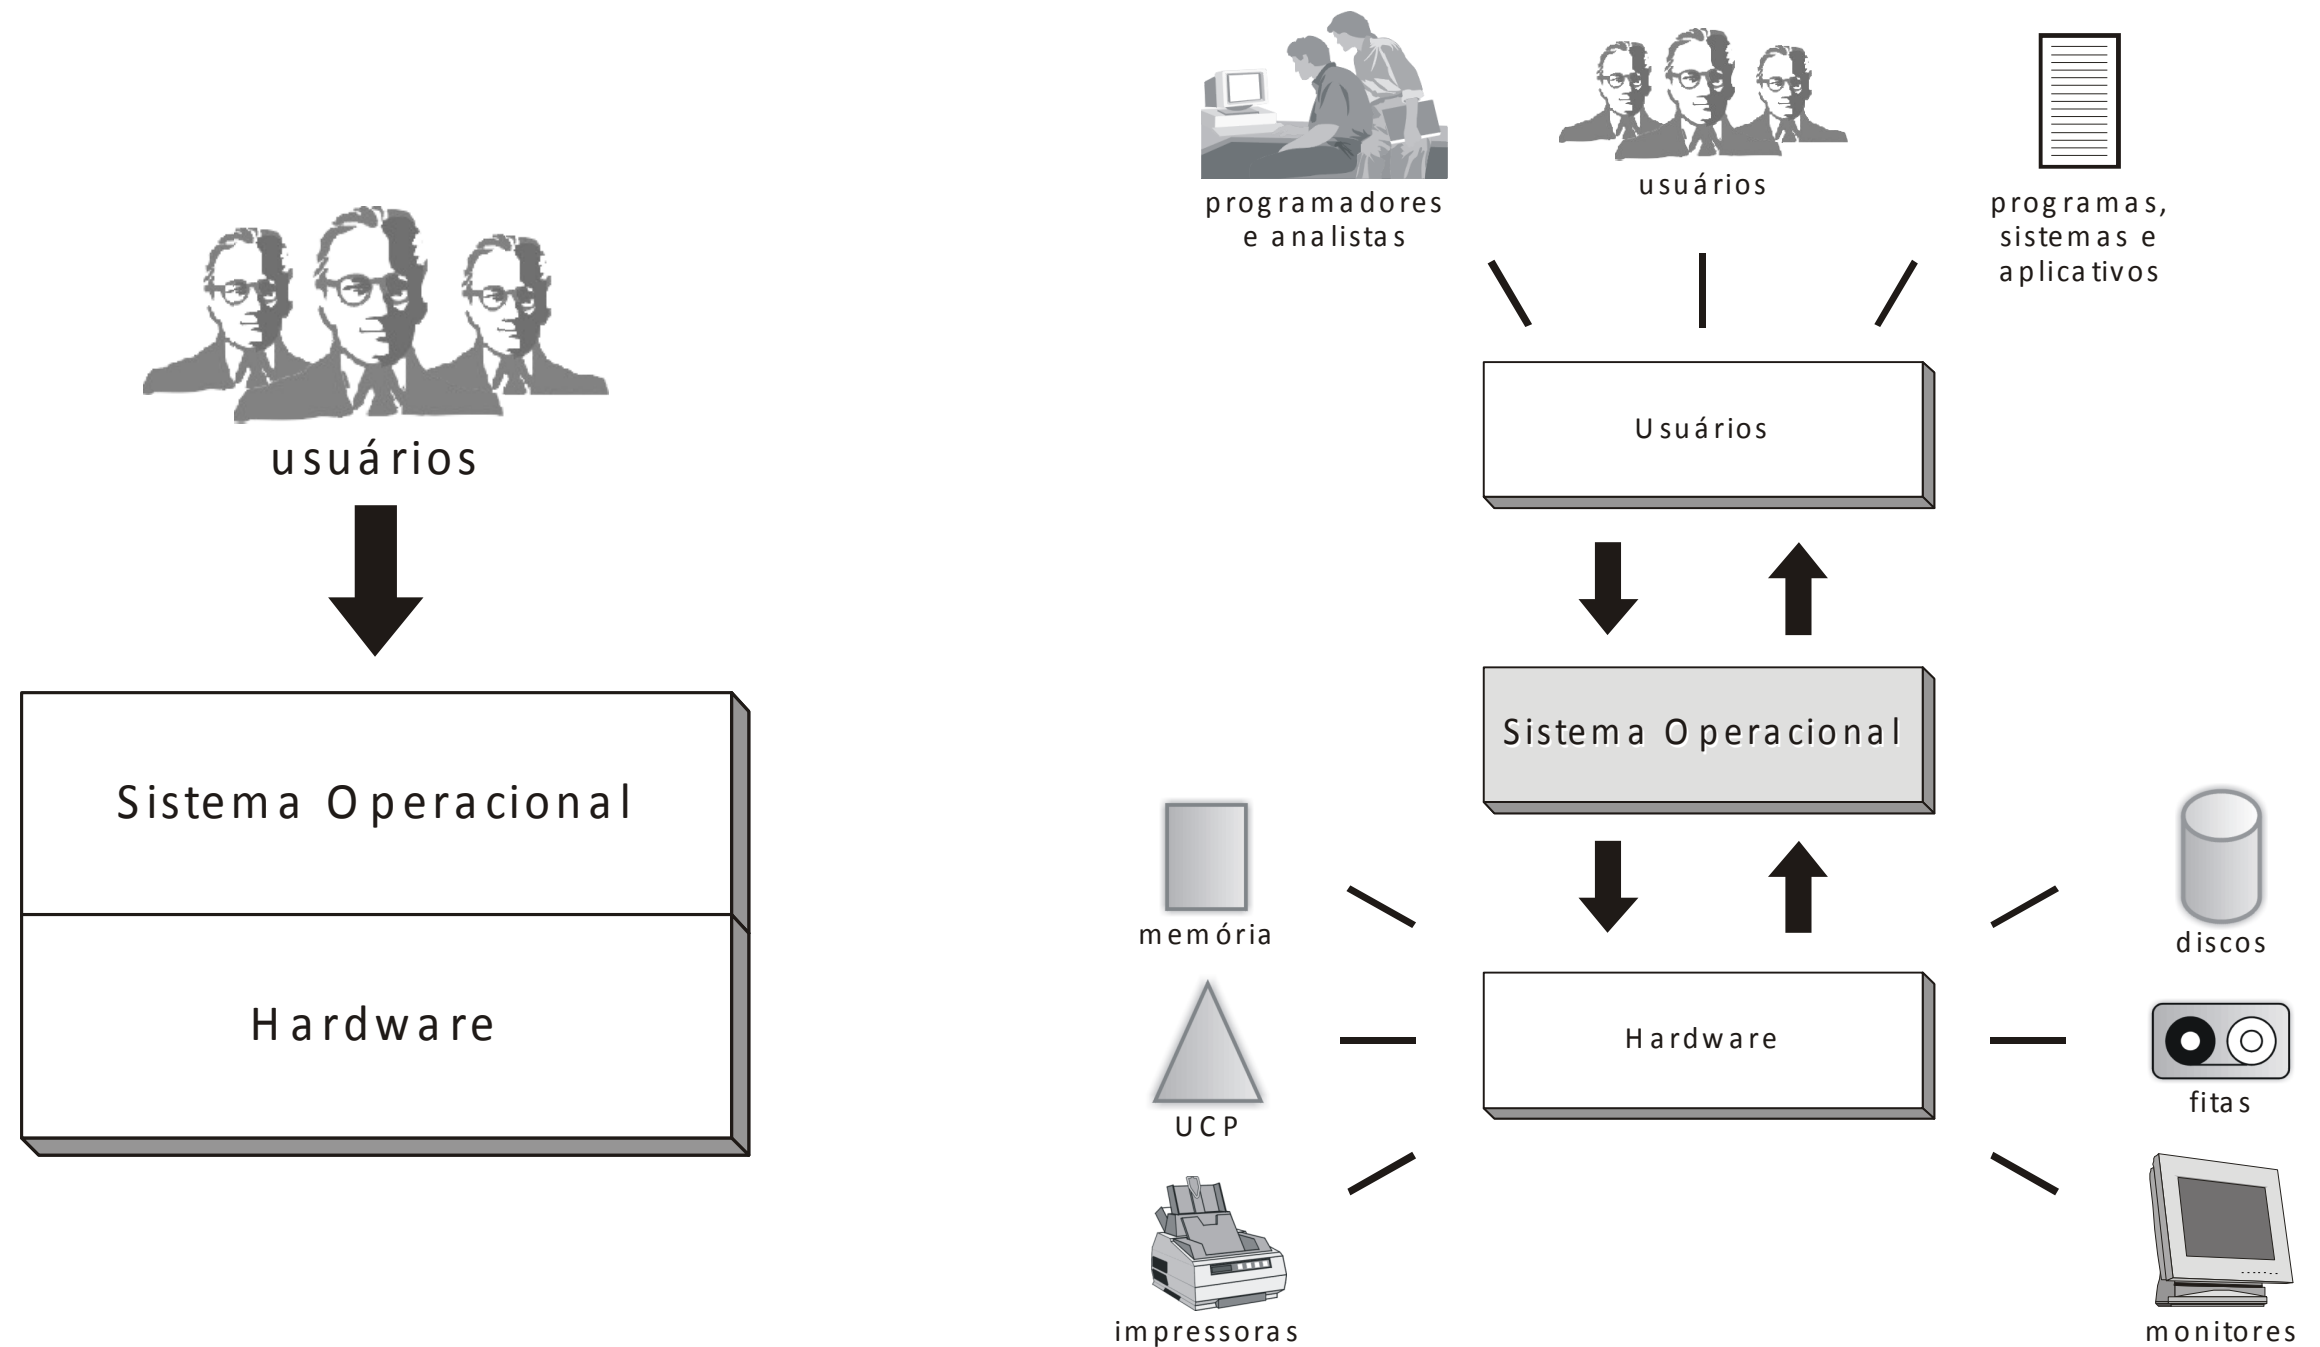 usuários
Sistema Operacional
Hardware
programadores
e analistas
usuários
programas,
sistemas e
aplicativos
Usuários
Sistema Operacional
memória
discos
Hardware
UCP
fitas
impressoras
monitores